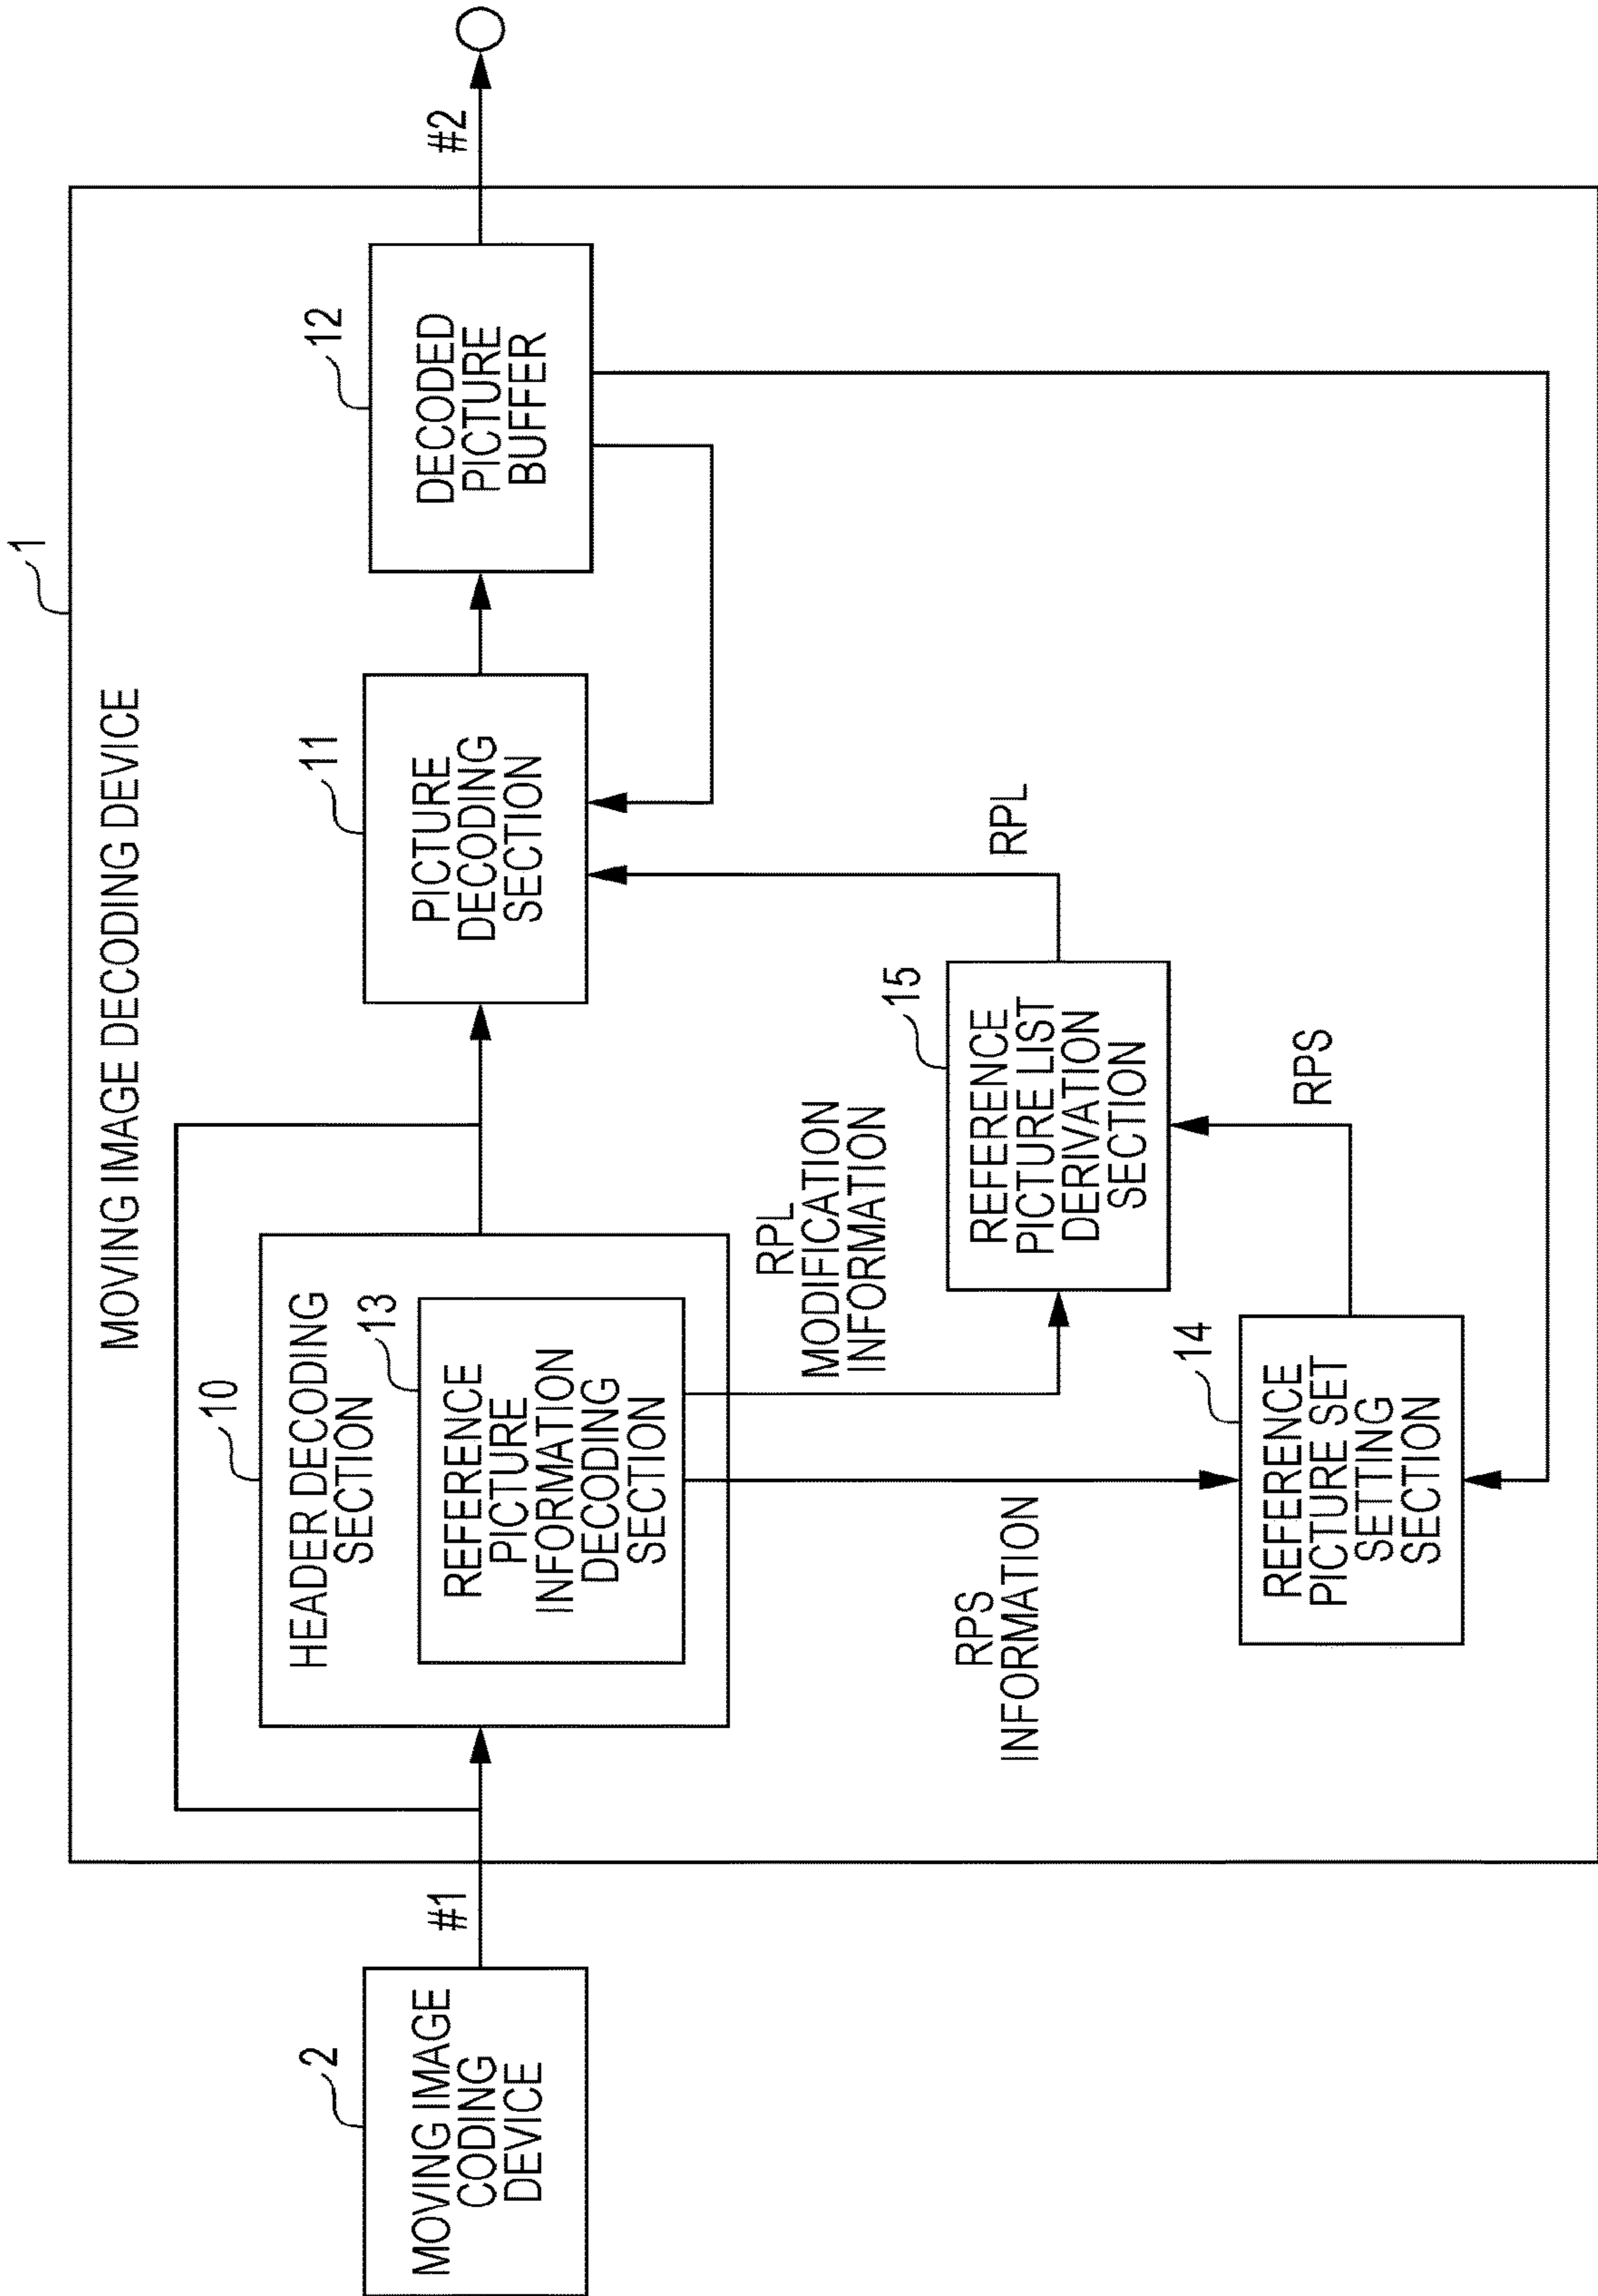 1
MOVING IMAGE DECODING DEVICE
2
MOVING IMAGE
CODING
DEVICE
#1
10
HEADER DECODING
SECTION
13
REFERENCE
PICTURE
INFORMATION
DECODING
SECTION
11
PICTURE
DECODING
SECTION
12
DECODED
PICTURE
BUFFER
#2
RPL
MODIFICATION
INFORMATION
RPS
INFORMATION
15
REFERENCE
PICTURE LIST
DERIVATION
SECTION
RPL
14
REFERENCE
PICTURE SET
SETTING
SECTION
RPS